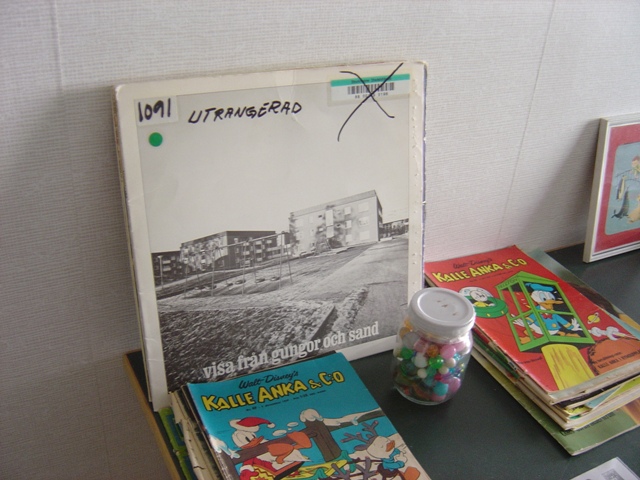 1091
UTRANGERAD
visa från gungor och sand
Walt Disney's
KALLE ANKA & C:O
Walt Disney's
KALLE ANKA & C:O